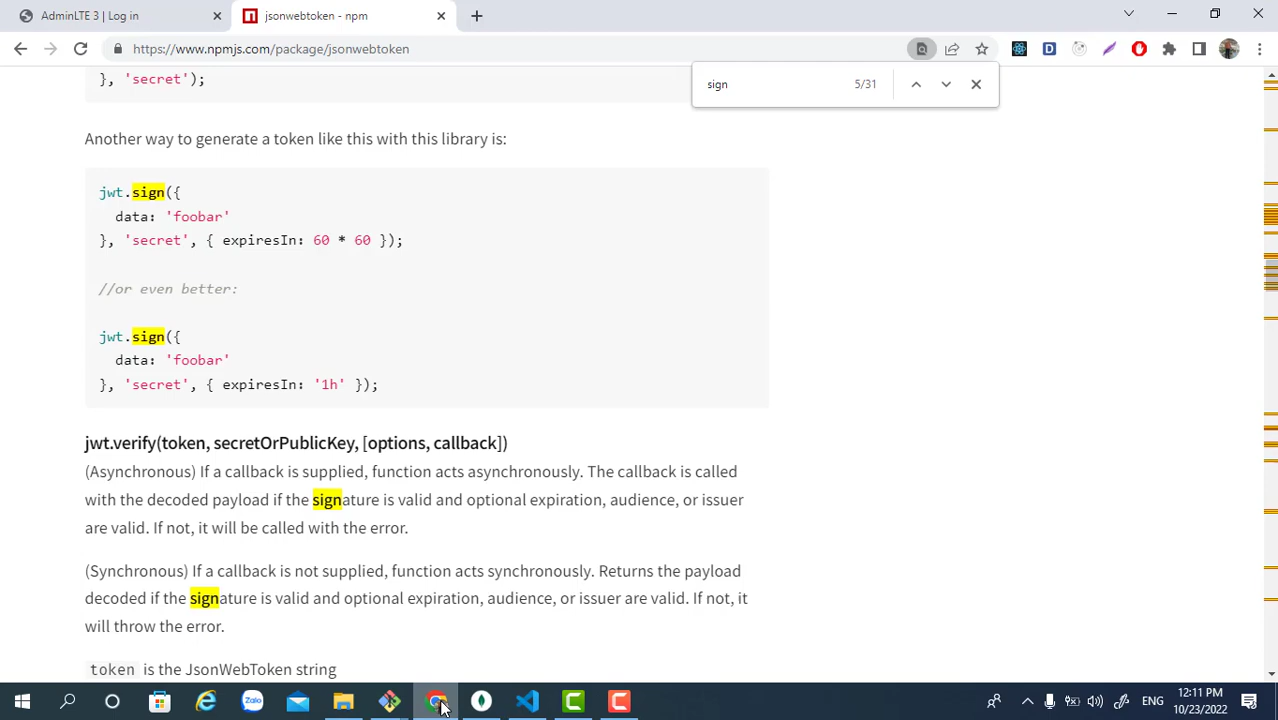 AdminLTE 3 | Log in
jsonwebtoken - npm
https://www.npmjs.com/package/jsonwebtoken
sign 5/31
}, 'secret');
Another way to generate a token like this with this library is:
jwt.sign({
data: 'foobar'
}, 'secret', { expiresIn: 60 * 60 });
//or even better:
jwt.sign({
data: 'foobar'
}, 'secret', { expiresIn: '1h' });
jwt.verify(token, secretOrPublicKey, [options, callback])
(Asynchronous) If a callback is supplied, function acts asynchronously. The callback is called
with the decoded payload if the signature is valid and optional expiration, audience, or issuer
are valid. If not, it will be called with the error.
(Synchronous) If a callback is not supplied, function acts synchronously. Returns the payload
decoded if the signature is valid and optional expiration, audience, or issuer are valid. If not, it
will throw the error.
token is the JsonWebToken string
Zalo
ENG
12:11 PM
10/23/2022